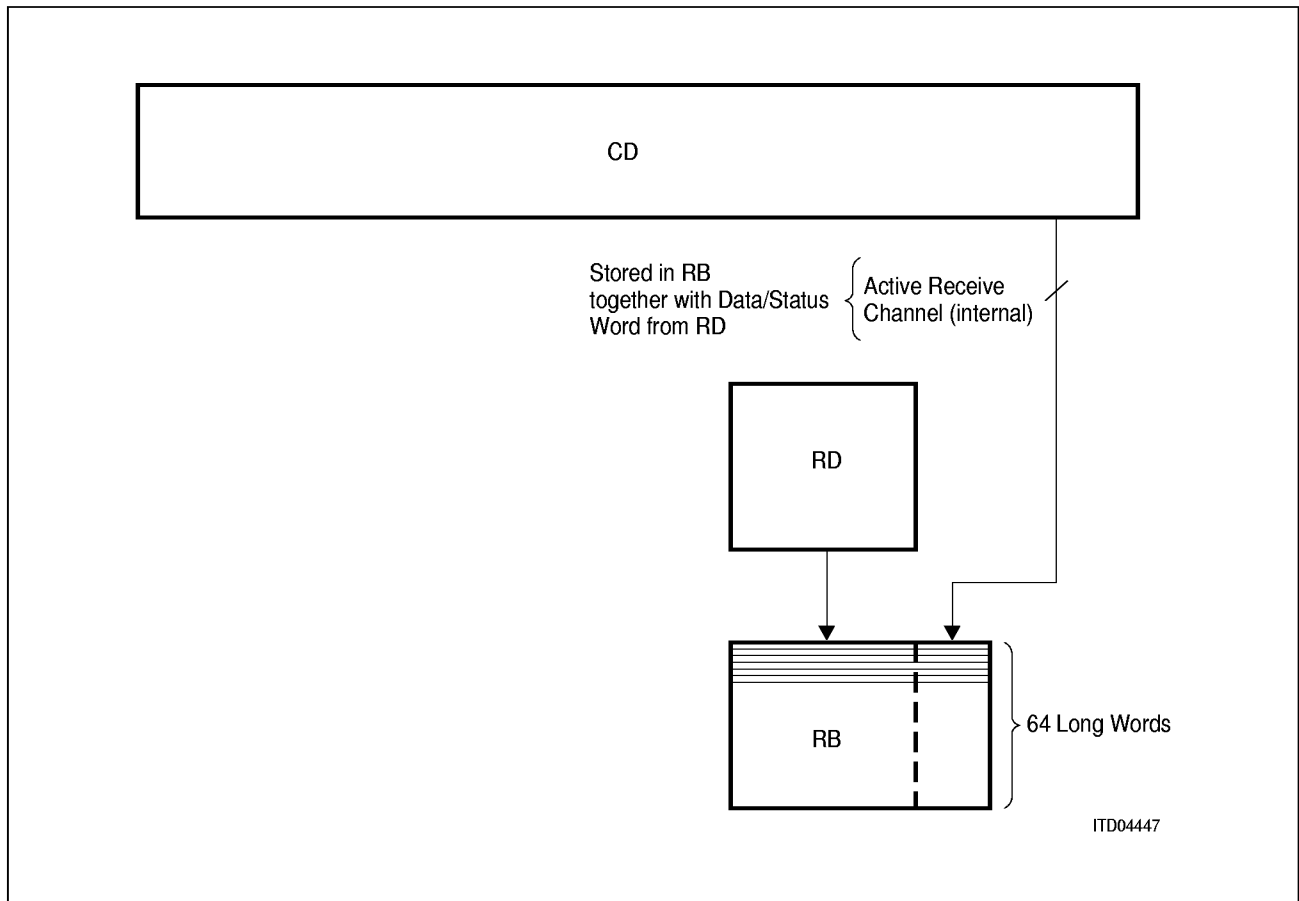 CD
Stored in RB
together with Data/Status
Word from RD
Active Receive
Channel (internal)
RD
RB
64 Long Words
ITD04447